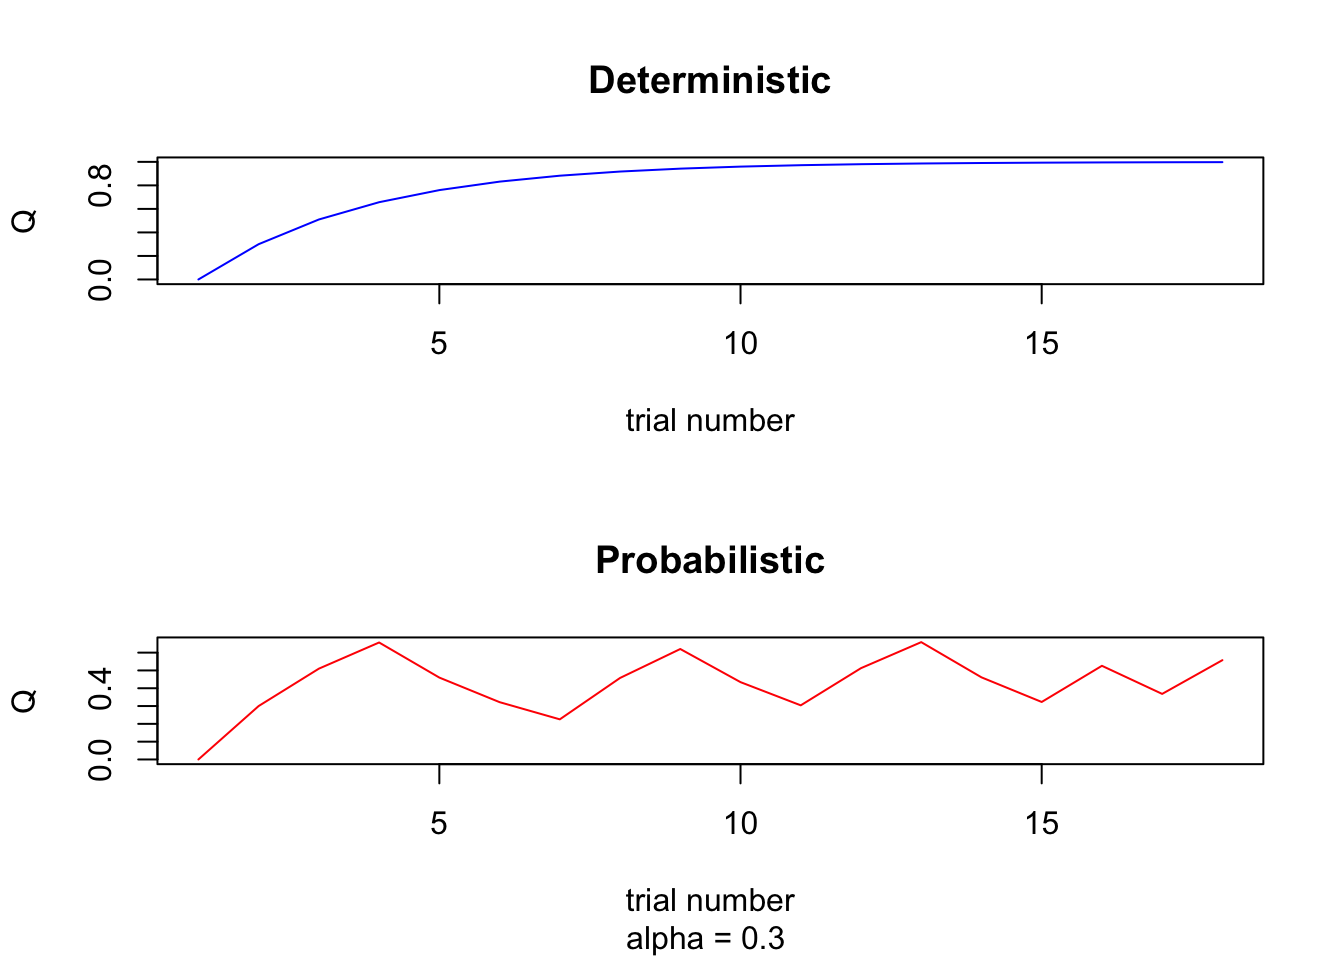 Deterministic
Q
0.8
0.0
5 10 15
trial number
Probabilistic
Q
0.4
0.0
5 10 15
trial number
alpha = 0.3